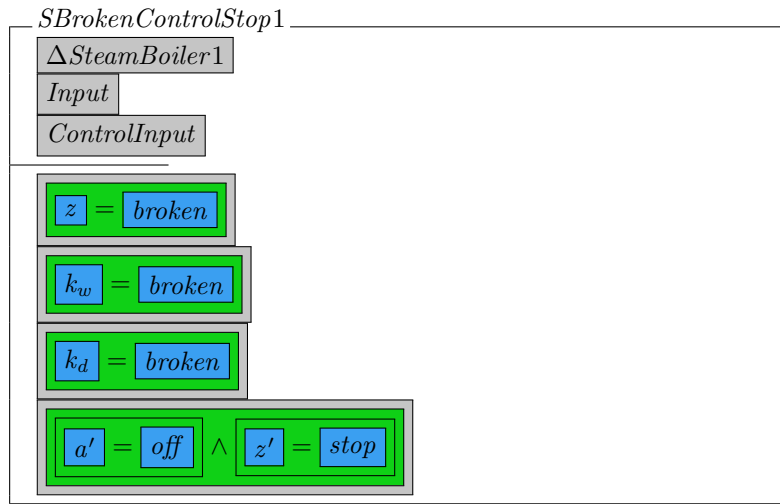 SBrokenControlStop1
ΔSteamBoiler1
Input
ControlInput
z = broken
k_w = broken
k_d = broken
a′ = off ∧ z′ = stop